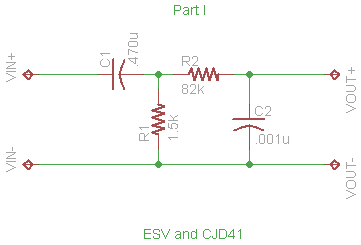 Part I
VIN+
C1
.470u
R2
82k
VOUT+
R1
1.5k
C2
.001u
VIN-
VOUT-
ESV and CJD41